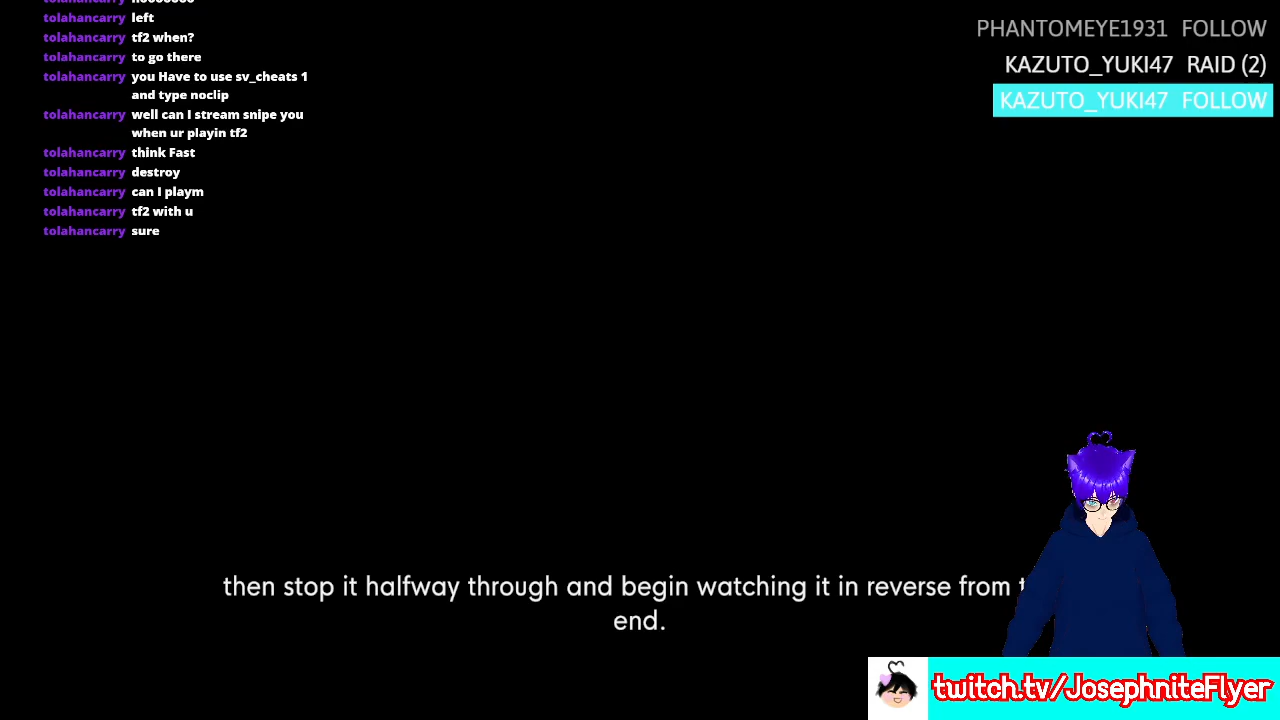 tolahancarry left
tolahancarry tf2 when?
tolahancarry to go there
tolahancarry you Have to use sv_cheats 1
and type noclip
tolahancarry well can I stream snipe you
when ur playin tf2
tolahancarry think Fast
tolahancarry destroy
tolahancarry can I playm
tolahancarry tf2 with u
tolahancarry sure
PHANTOMEYE1931 FOLLOW
KAZUTO_YUKI47 RAID (2)
KAZUTO_YUKI47 FOLLOW
then stop it halfway through and begin watching it in reverse from
end.
twitch.tv/JosephniteFlyer